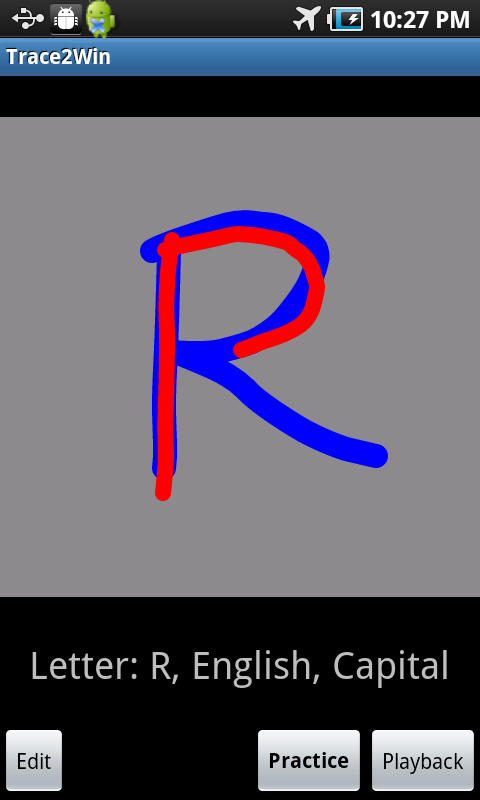 10:27 PM
Trace2Win
R
Letter: R, English, Capital
Edit Practice Playback